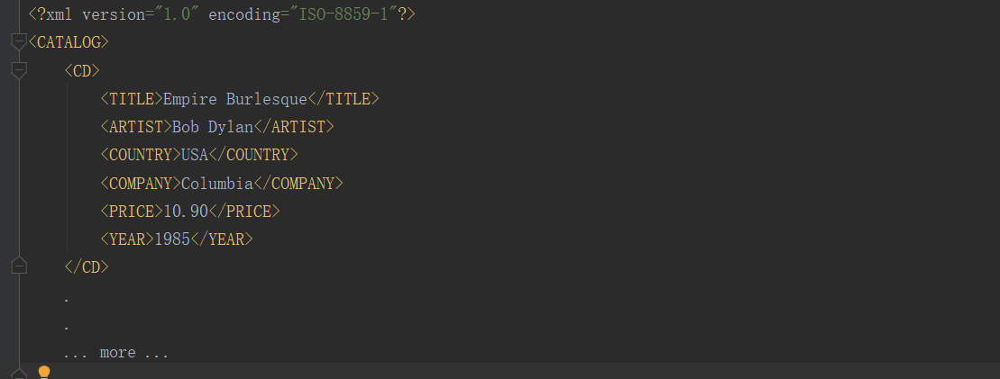 <?xml version="1.0" encoding="ISO-8859-1"?>
<CATALOG>
<CD>
<TITLE>Empire Burlesque</TITLE>
<ARTIST>Bob Dylan</ARTIST>
<COUNTRY>USA</COUNTRY>
<COMPANY>Columbia</COMPANY>
<PRICE>10.90</PRICE>
<YEAR>1985</YEAR>
</CD>
.
.
... more ...